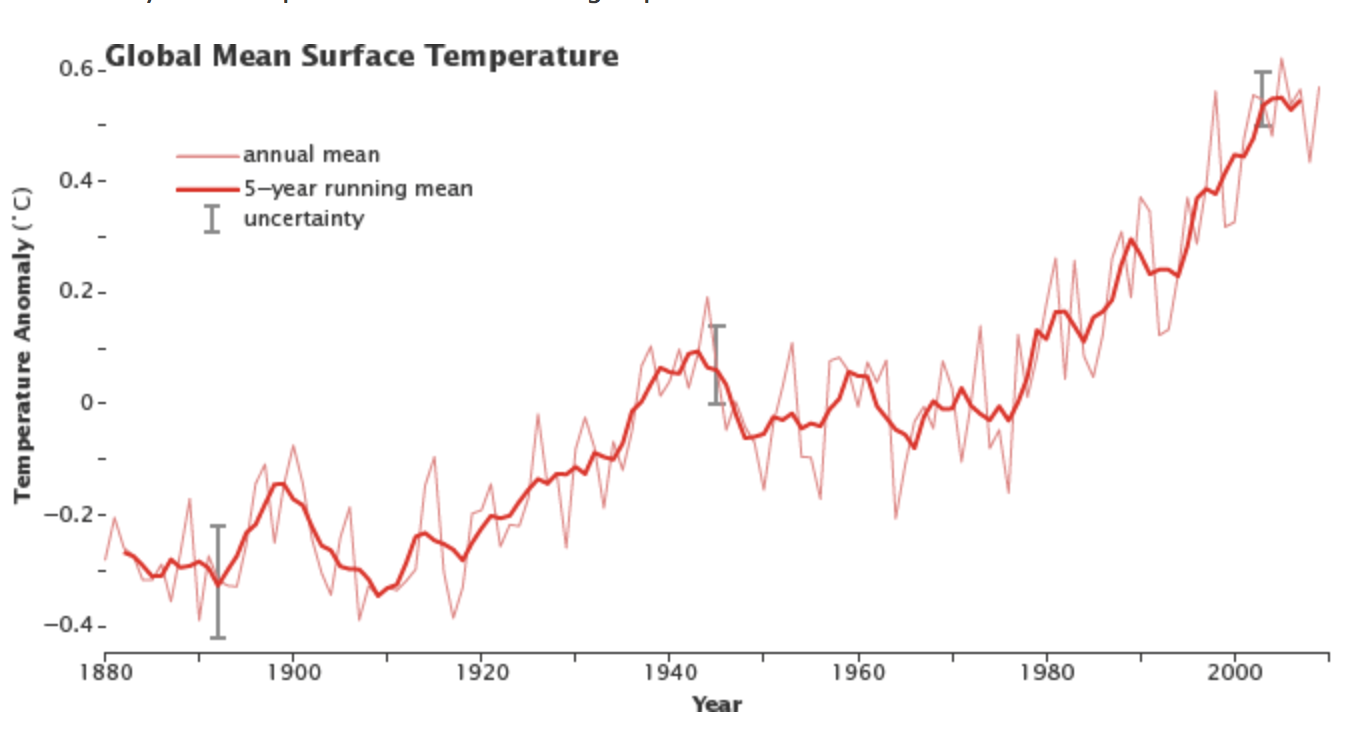 Global Mean Surface Temperature
0.6
annual mean
0.4
5−year running mean
uncertainty
Temperature Anomaly (˚C)
0.2
0
−0.2
−0.4
1880 1900 1920 1940 1960 1980 2000
Year